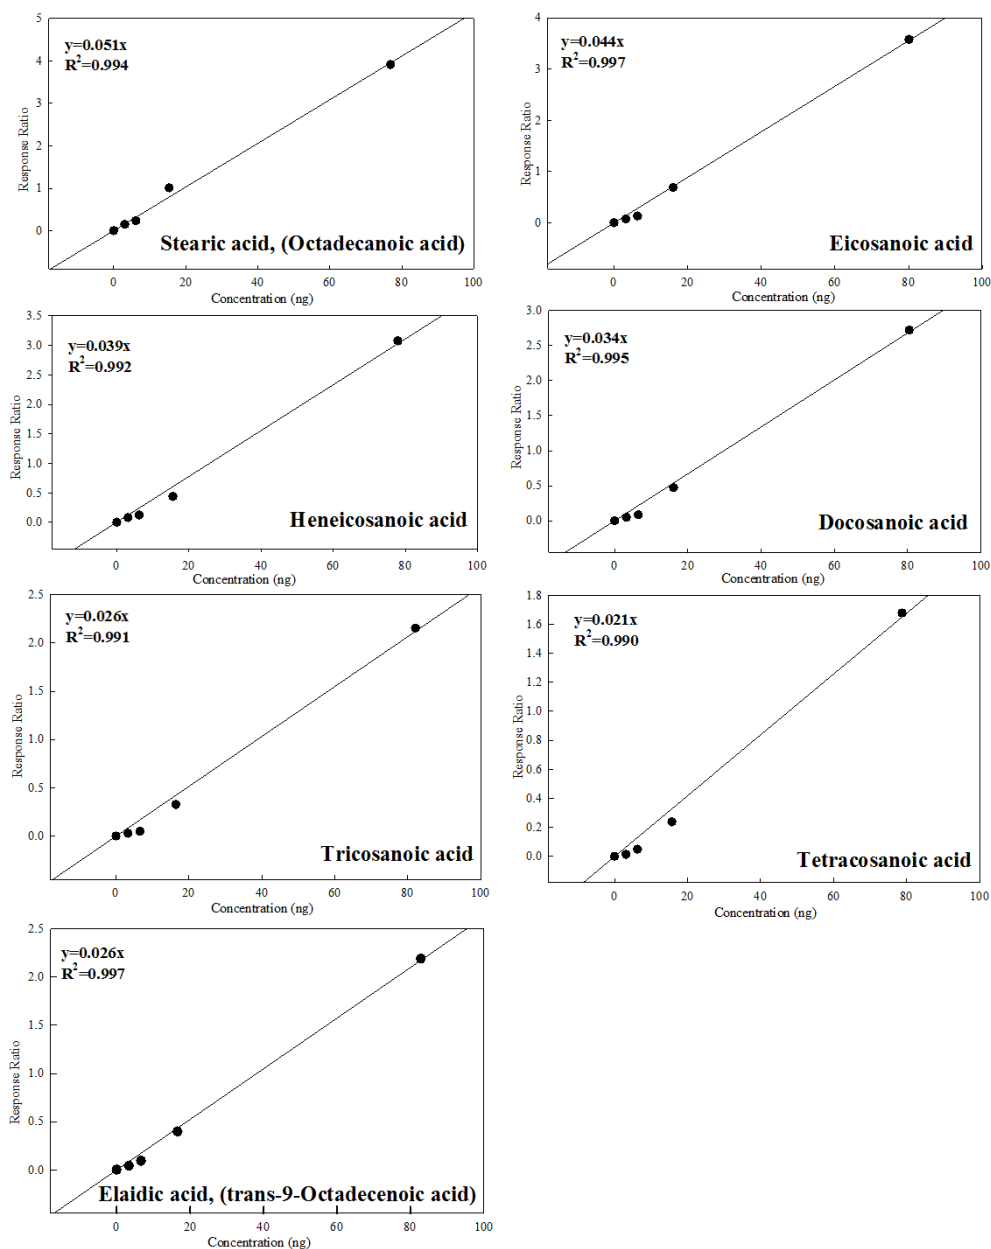 y=0.051x
R²=0.994
Response Ratio
5
4
3
2
1
0
Stearic acid, (Octadecanoic acid)
0 20 40 60 80 100
Concentration (ng)
y=0.044x
R²=0.997
Response Ratio
4
3
2
1
0
Eicosanoic acid
0 20 40 60 80 100
Concentration (ng)
y=0.039x
R²=0.992
Response Ratio
3.5
3.0
2.5
2.0
1.5
1.0
0.5
0.0
Heneicosanoic acid
0 20 40 60 80 100
Concentration (ng)
y=0.034x
R²=0.995
Response Ratio
3.0
2.5
2.0
1.5
1.0
0.5
0.0
Docosanoic acid
0 20 40 60 80 100
Concentration (ng)
y=0.026x
R²=0.991
Response Ratio
2.5
2.0
1.5
1.0
0.5
0.0
Tricosanoic acid
0 20 40 60 80 100
Concentration (ng)
y=0.021x
R²=0.990
Response Ratio
1.8
1.6
1.4
1.2
1.0
0.8
0.6
0.4
0.2
0.0
Tetracosanoic acid
0 20 40 60 80 100
Concentration (ng)
y=0.026x
R²=0.997
Response Ratio
2.5
2.0
1.5
1.0
0.5
0.0
Elaidic acid, (trans-9-Octadecenoic acid)
0 20 40 60 80 100
Concentration (ng)